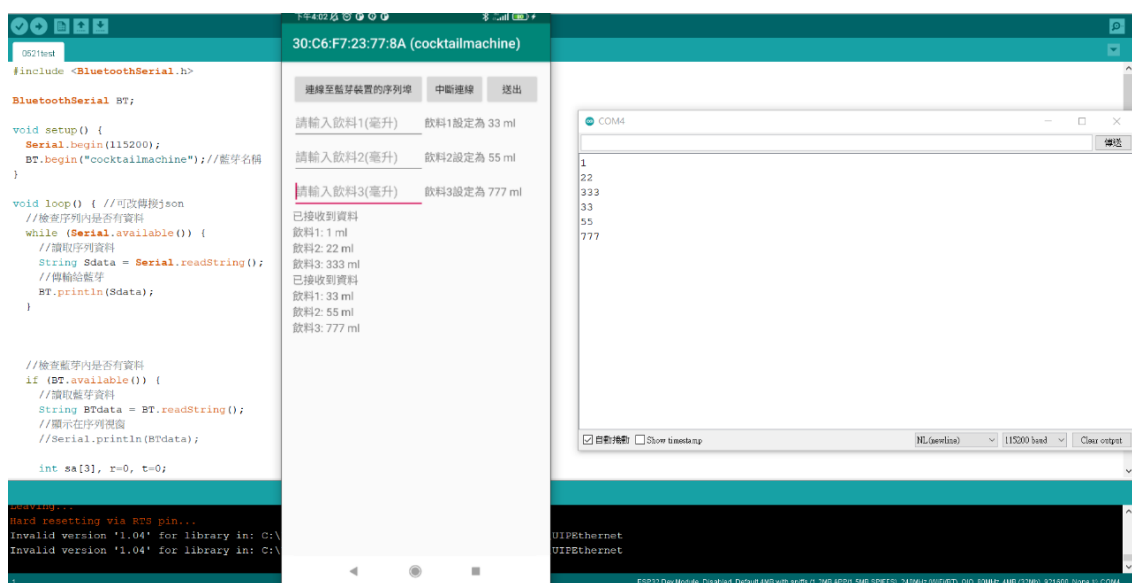 0521test
#include <BluetoothSerial.h>
BluetoothSerial BT;
void setup() {
Serial.begin(115200);
BT.begin("cocktailmachine");//藍芽名稱
}
void loop() { //可改傳接json
//檢查序列內是否有資料
while (Serial.available()) {
//讀取序列資料
String Sdata = Serial.readString();
//傳輸給藍芽
BT.println(Sdata);
}
//檢查藍芽內是否有資料
if (BT.available()) {
//讀取藍芽資料
String BTdata = BT.readString();
//顯示在序列視窗
//Serial.println(BTdata);
int sa[3], r=0, t=0;
Leaving...
Hard resetting via RTS pin...
Invalid version '1.04' for library in: C:\
UIPEthernet
Invalid version '1.04' for library in: C:\
UIPEthernet
下午4:02
30:C6:F7:23:77:8A (cocktailmachine)
連線至藍芽裝置的序列埠 中斷連線 送出
請輸入飲料1(毫升) 飲料1設定為 33 ml
請輸入飲料2(毫升) 飲料2設定為 55 ml
請輸入飲料3(毫升) 飲料3設定為 777 ml
已接收到資料
飲料1: 1 ml
飲料2: 22 ml
飲料3: 333 ml
已接收到資料
飲料1: 33 ml
飲料2: 55 ml
飲料3: 777 ml
COM4
傳送
1
22
333
33
55
777
自動捲動 Show timestamp NL(newline) 115200 baud Clear output